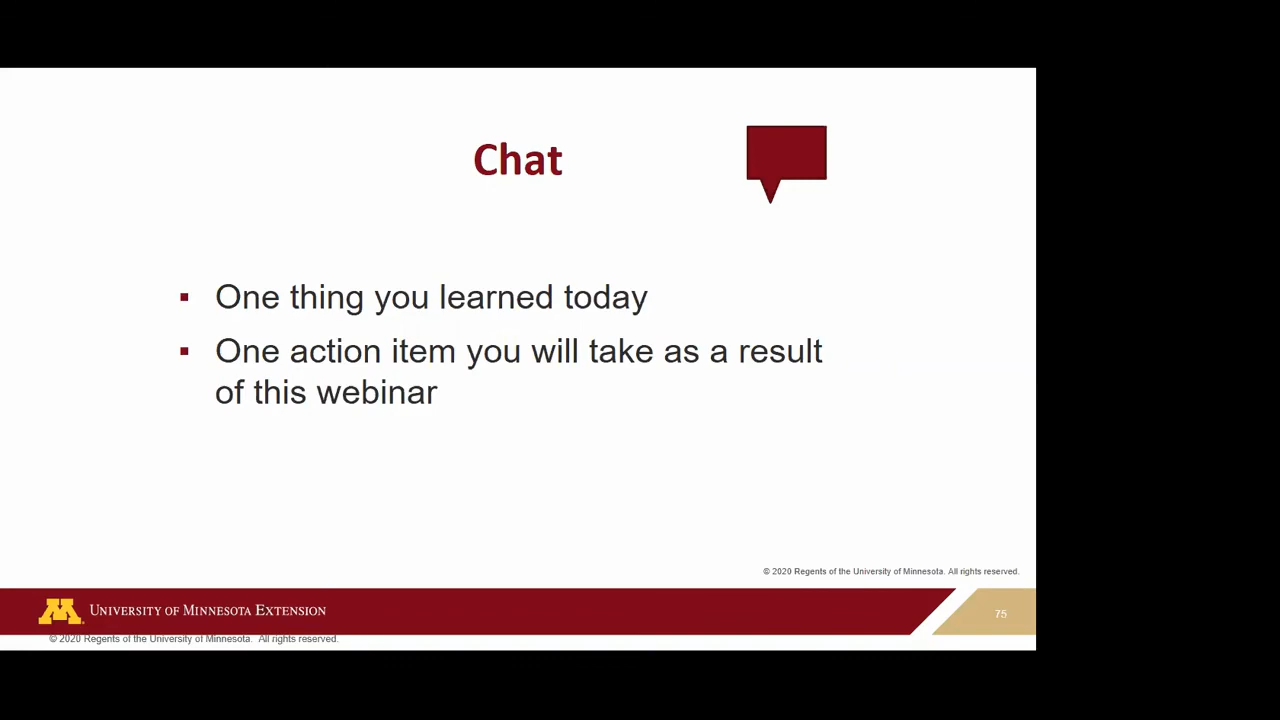 Chat
▪ One thing you learned today
▪ One action item you will take as a result
of this webinar
© 2020 Regents of the University of Minnesota. All rights reserved.
M University of Minnesota Extension
75
© 2020 Regents of the University of Minnesota. All rights reserved.